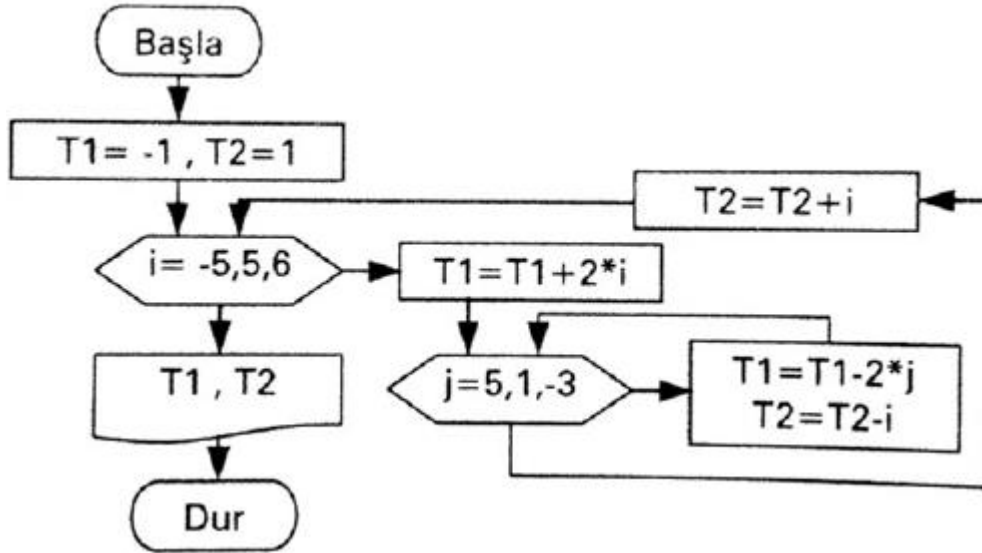 Başla
T1= -1 , T2=1
T2=T2+i
i= -5,5,6
T1=T1+2*i
T1 , T2
j=5,1,-3
T1=T1-2*j
T2=T2-i
Dur